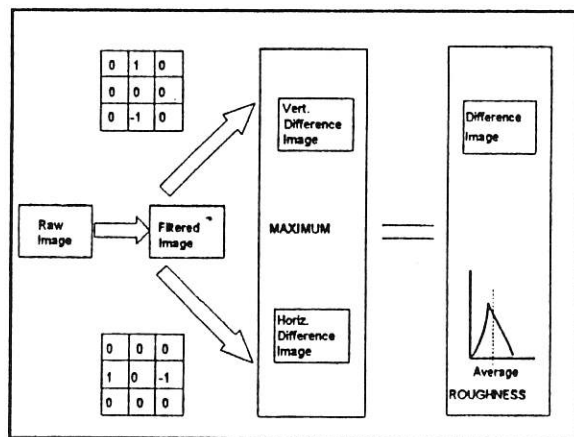 0 1 0
0 0 0
0 -1 0
Raw
Image
Filtered
Image
0 0 0
1 0 -1
0 0 0
Vert.
Difference
Image
MAXIMUM
Horiz.
Difference
Image
Difference
Image
Average
ROUGHNESS